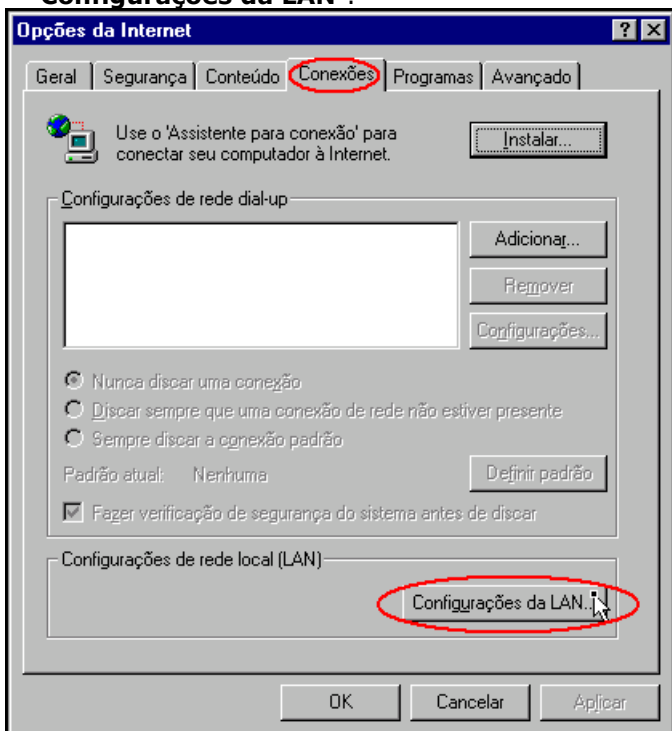 "Configurações da LAN".
Opções da Internet
Geral Segurança Conteúdo Conexões Programas Avançado
Use o 'Assistente para conexão' para
conectar seu computador à Internet.
Instalar...
Configurações de rede dial-up
Adicionar...
Remover
Configurações...
Nunca discar uma conexão
Discar sempre que uma conexão de rede não estiver presente
Sempre discar a conexão padrão
Padrão atual: Nenhuma
Definir padrão
Fazer verificação de segurança do sistema antes de discar
Configurações de rede local (LAN)
Configurações da LAN...
OK Cancelar Aplicar